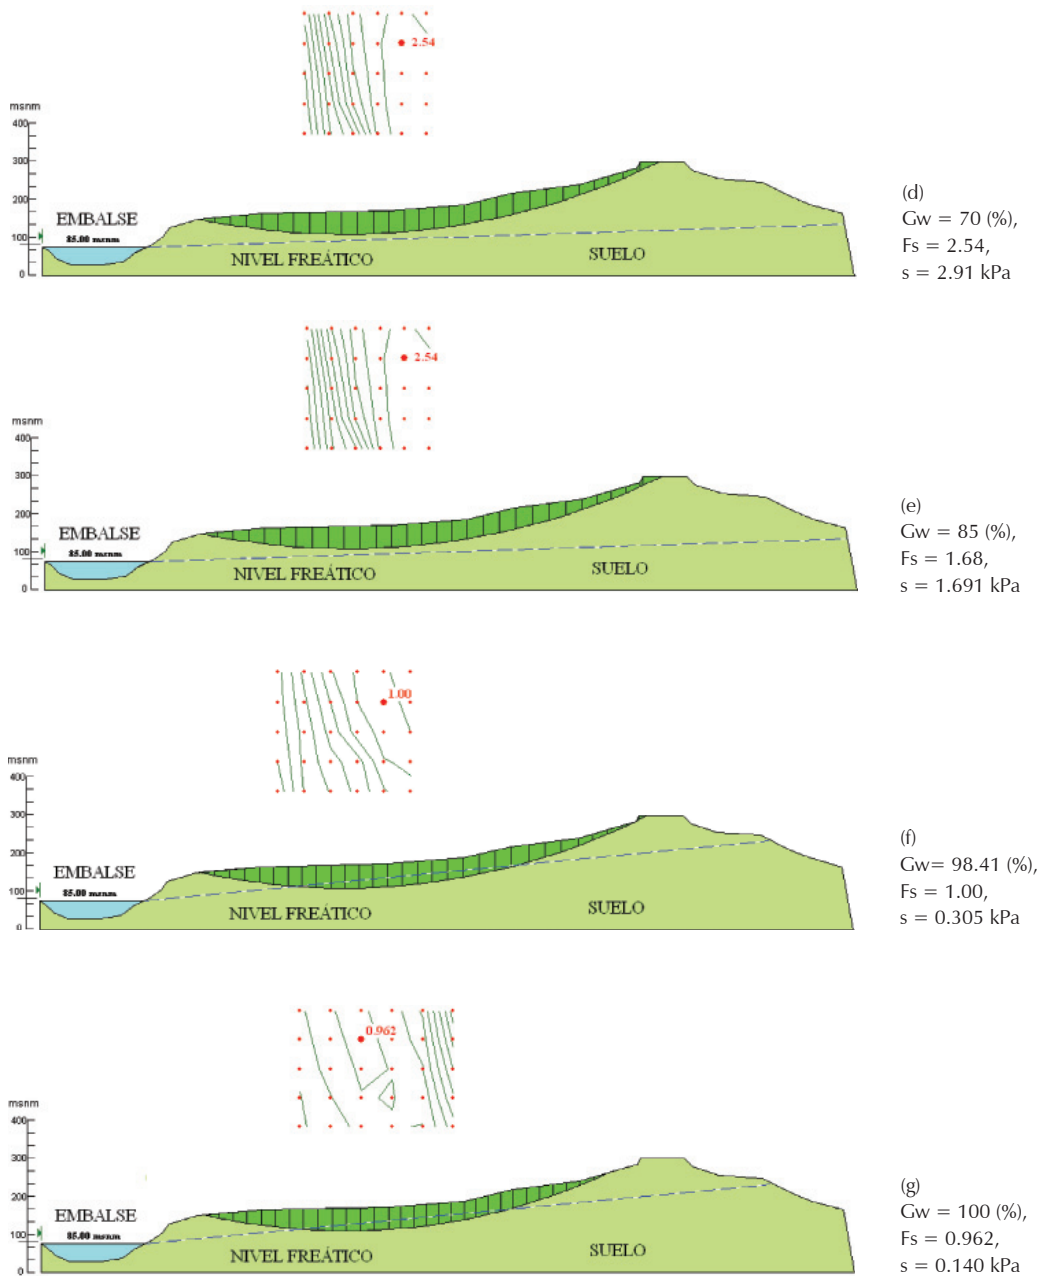 2.54
msnm
400
300
200
100
0
EMBALSE
85.00 msnm
NIVEL FREÁTICO
SUELO
(d)
Gw = 70 (%),
Fs = 2.54,
s = 2.91 kPa
2.54
msnm
400
300
200
100
0
EMBALSE
85.00 msnm
NIVEL FREÁTICO
SUELO
(e)
Gw = 85 (%),
Fs = 1.68,
s = 1.691 kPa
1.00
msnm
400
300
200
100
0
EMBALSE
85.00 msnm
NIVEL FREÁTICO
SUELO
(f)
Gw= 98.41 (%),
Fs = 1.00,
s = 0.305 kPa
0.962
msnm
400
300
200
100
0
EMBALSE
85.00 msnm
NIVEL FREÁTICO
SUELO
(g)
Gw = 100 (%),
Fs = 0.962,
s = 0.140 kPa